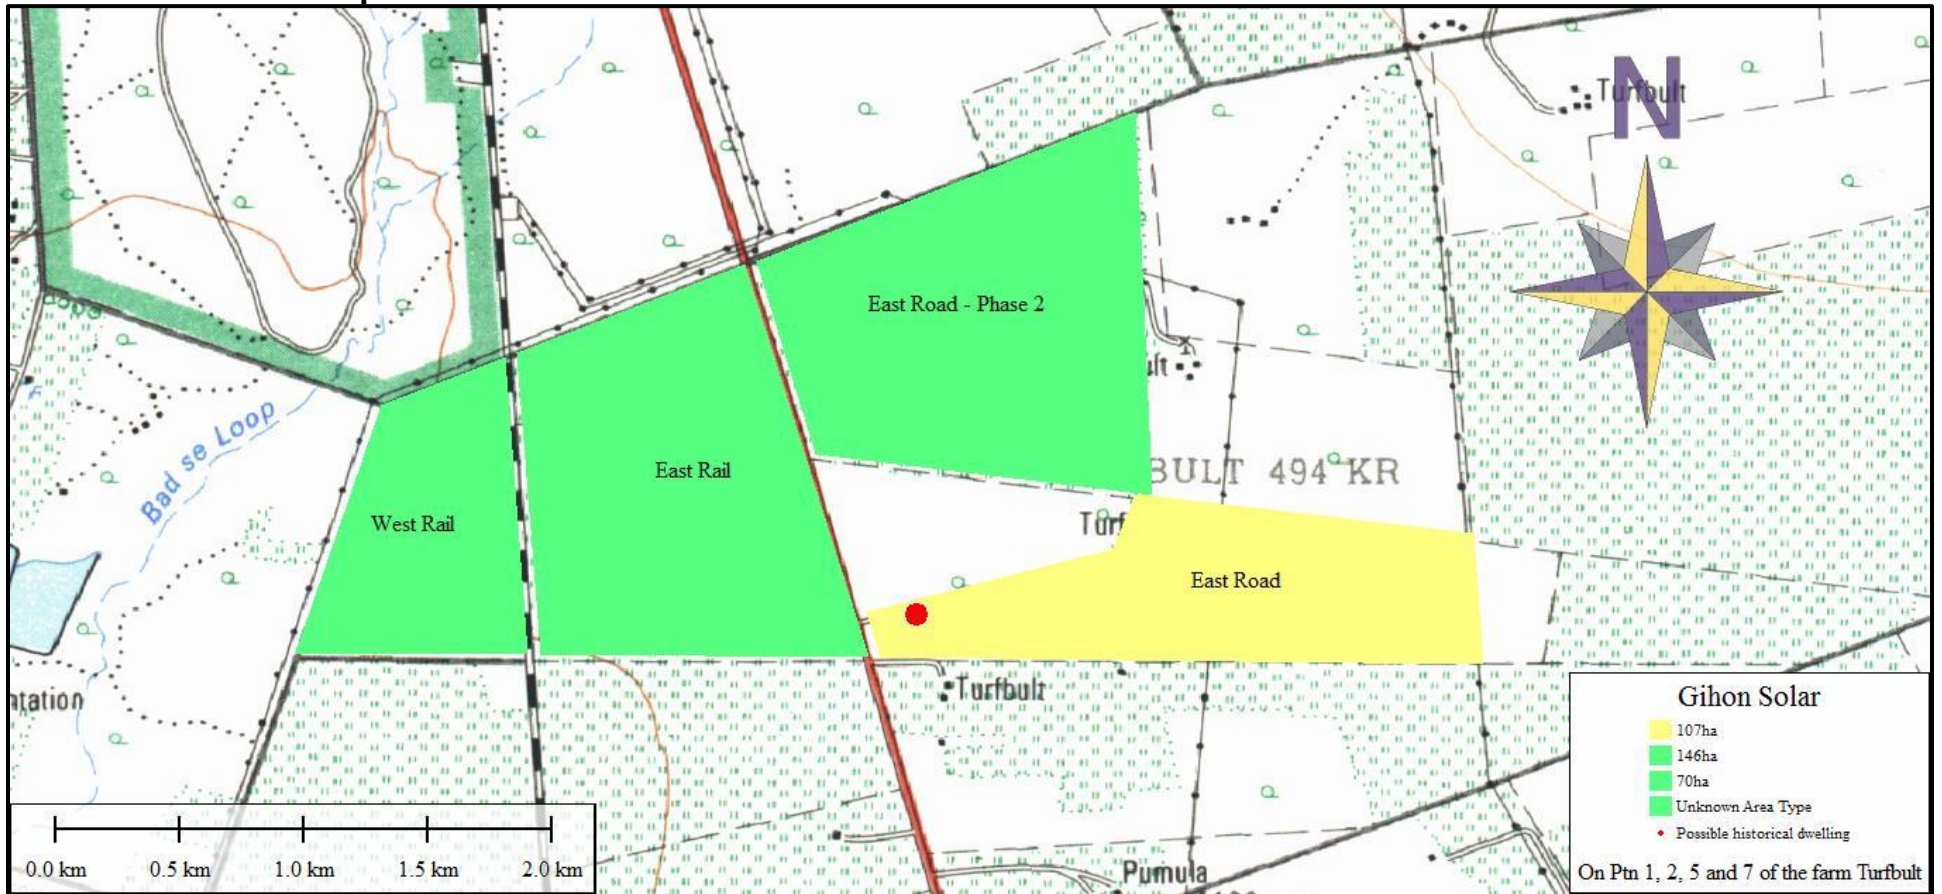 N
Turfbult
East Road - Phase 2
ult
Bad se Loop
East Rail
BULT 494 KR
West Rail
Turf
East Road
Turfbult
ntation
Pumula
Gihon Solar
107ha
146ha
70ha
Unknown Area Type
Possible historical dwelling
On Ptn 1, 2, 5 and 7 of the farm Turfbult
0.0 km 0.5 km 1.0 km 1.5 km 2.0 km